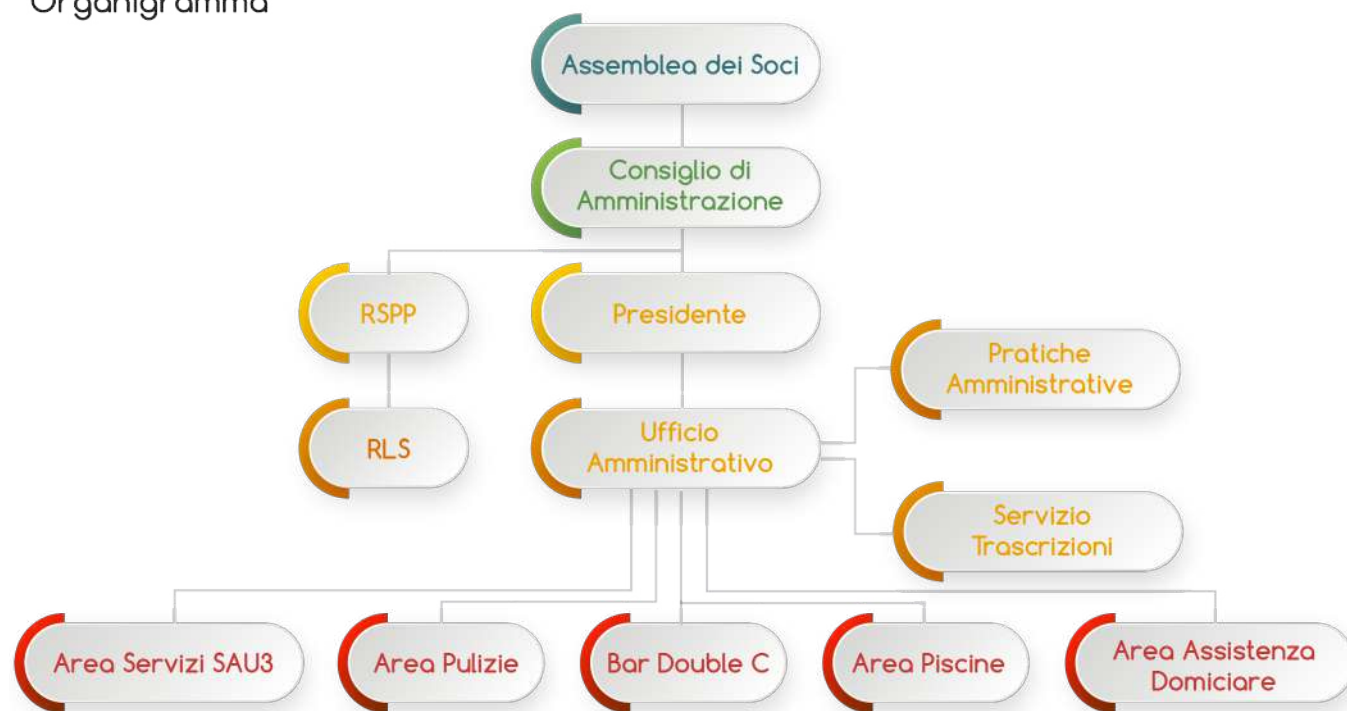 Organigramma
Assemblea dei Soci
Consiglio di
Amministrazione
RSPP
Presidente
Pratiche
Amministrative
RLS
Ufficio
Amministrativo
Servizio
Trascrizioni
Area Servizi SAU3
Area Pulizie
Bar Double C
Area Piscine
Area Assistenza
Domiciare